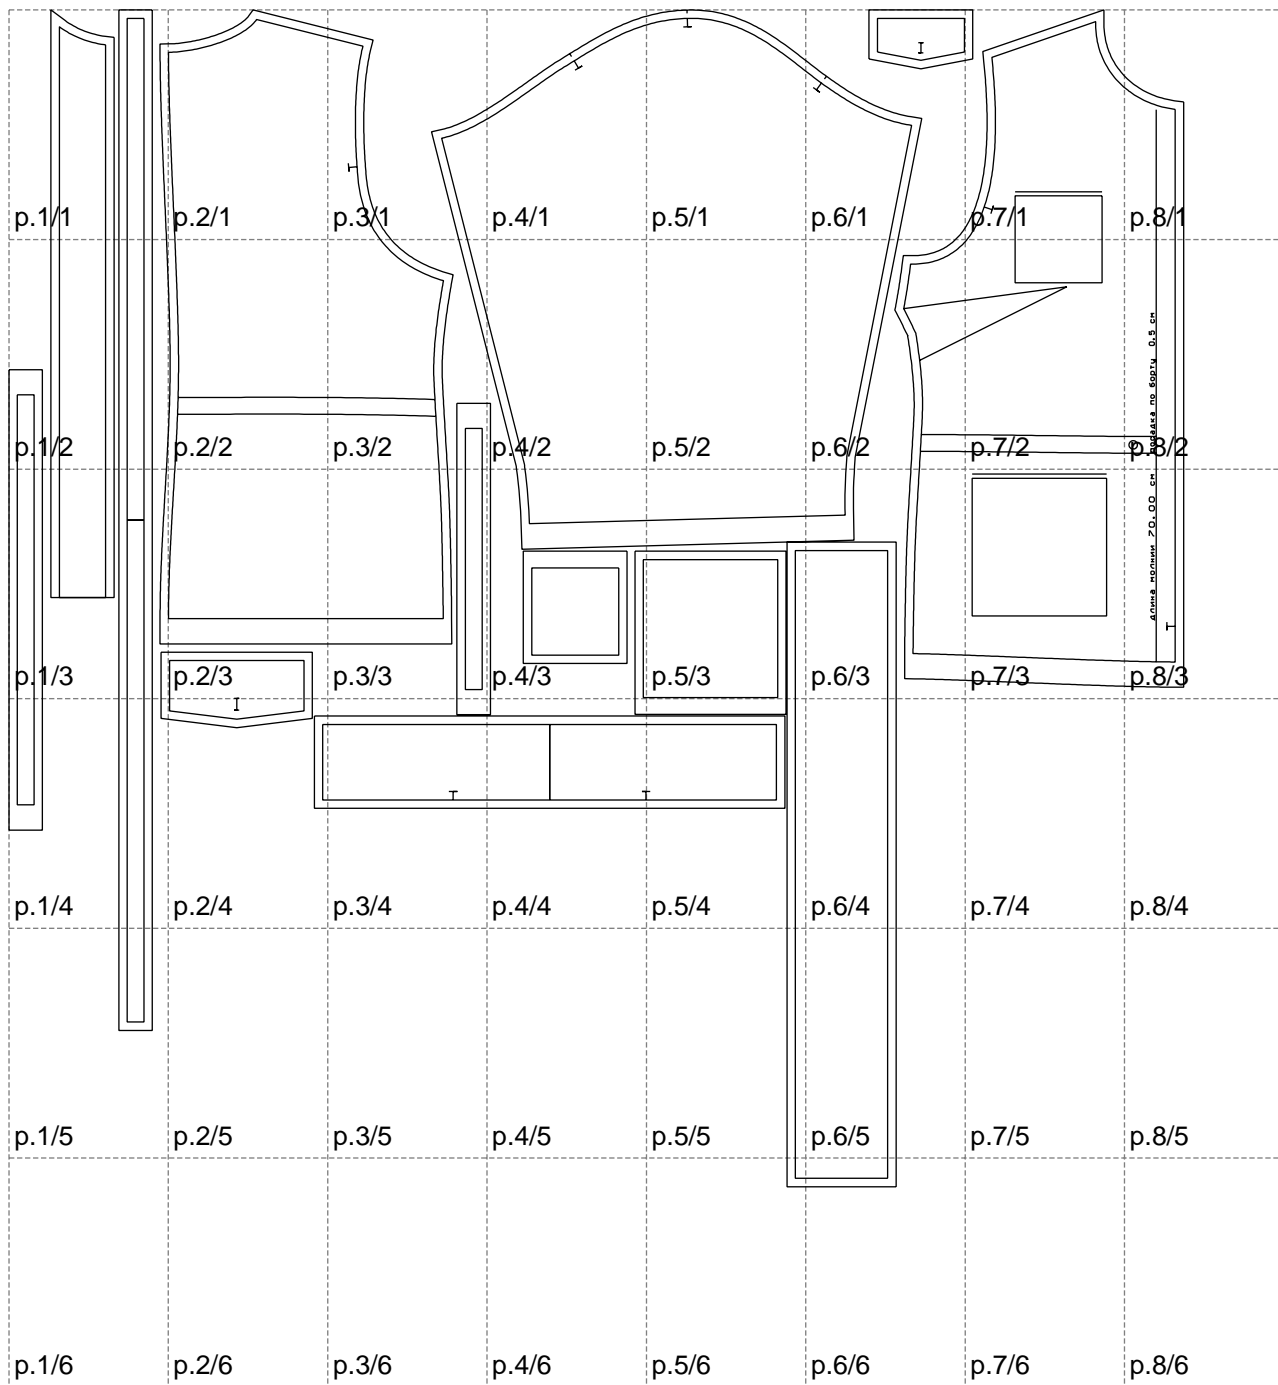 p.1/1 p.2/1 p.3/1 p.4/1 p.5/1 p.6/1 p.7/1 p.8/1
p.1/2 p.2/2 p.3/2 p.4/2 p.5/2 p.6/2 p.7/2 p.8/2
p.1/3 p.2/3 p.3/3 p.4/3 p.5/3 p.6/3 p.7/3 p.8/3
p.1/4 p.2/4 p.3/4 p.4/4 p.5/4 p.6/4 p.7/4 p.8/4
p.1/5 p.2/5 p.3/5 p.4/5 p.5/5 p.6/5 p.7/5 p.8/5
p.1/6 p.2/6 p.3/6 p.4/6 p.5/6 p.6/6 p.7/6 p.8/6
длина молнии 70.00 см посадка по борту 0.5 см